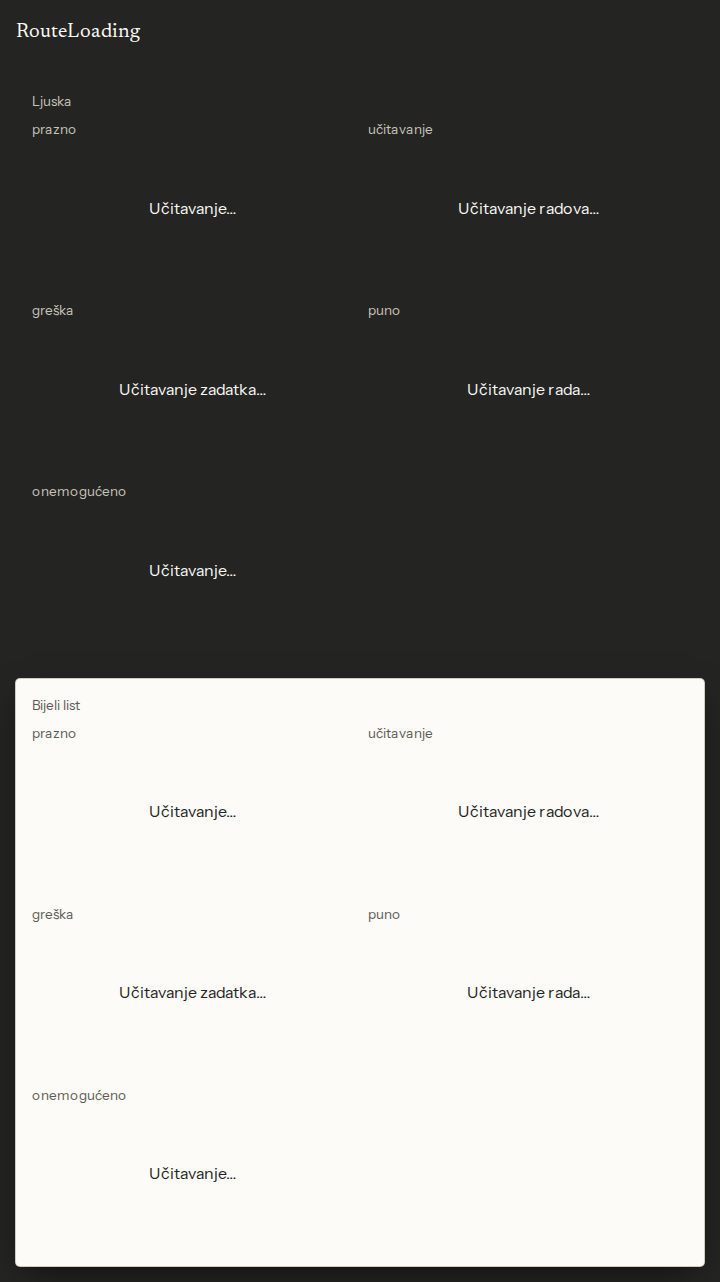 RouteLoading
Ljuska
prazno
učitavanje
Učitavanje...
Učitavanje radova...
greška
puno
Učitavanje zadatka...
Učitavanje rada...
onemogućeno
Učitavanje...
Bijeli list
prazno
učitavanje
Učitavanje...
Učitavanje radova...
greška
puno
Učitavanje zadatka...
Učitavanje rada...
onemogućeno
Učitavanje...